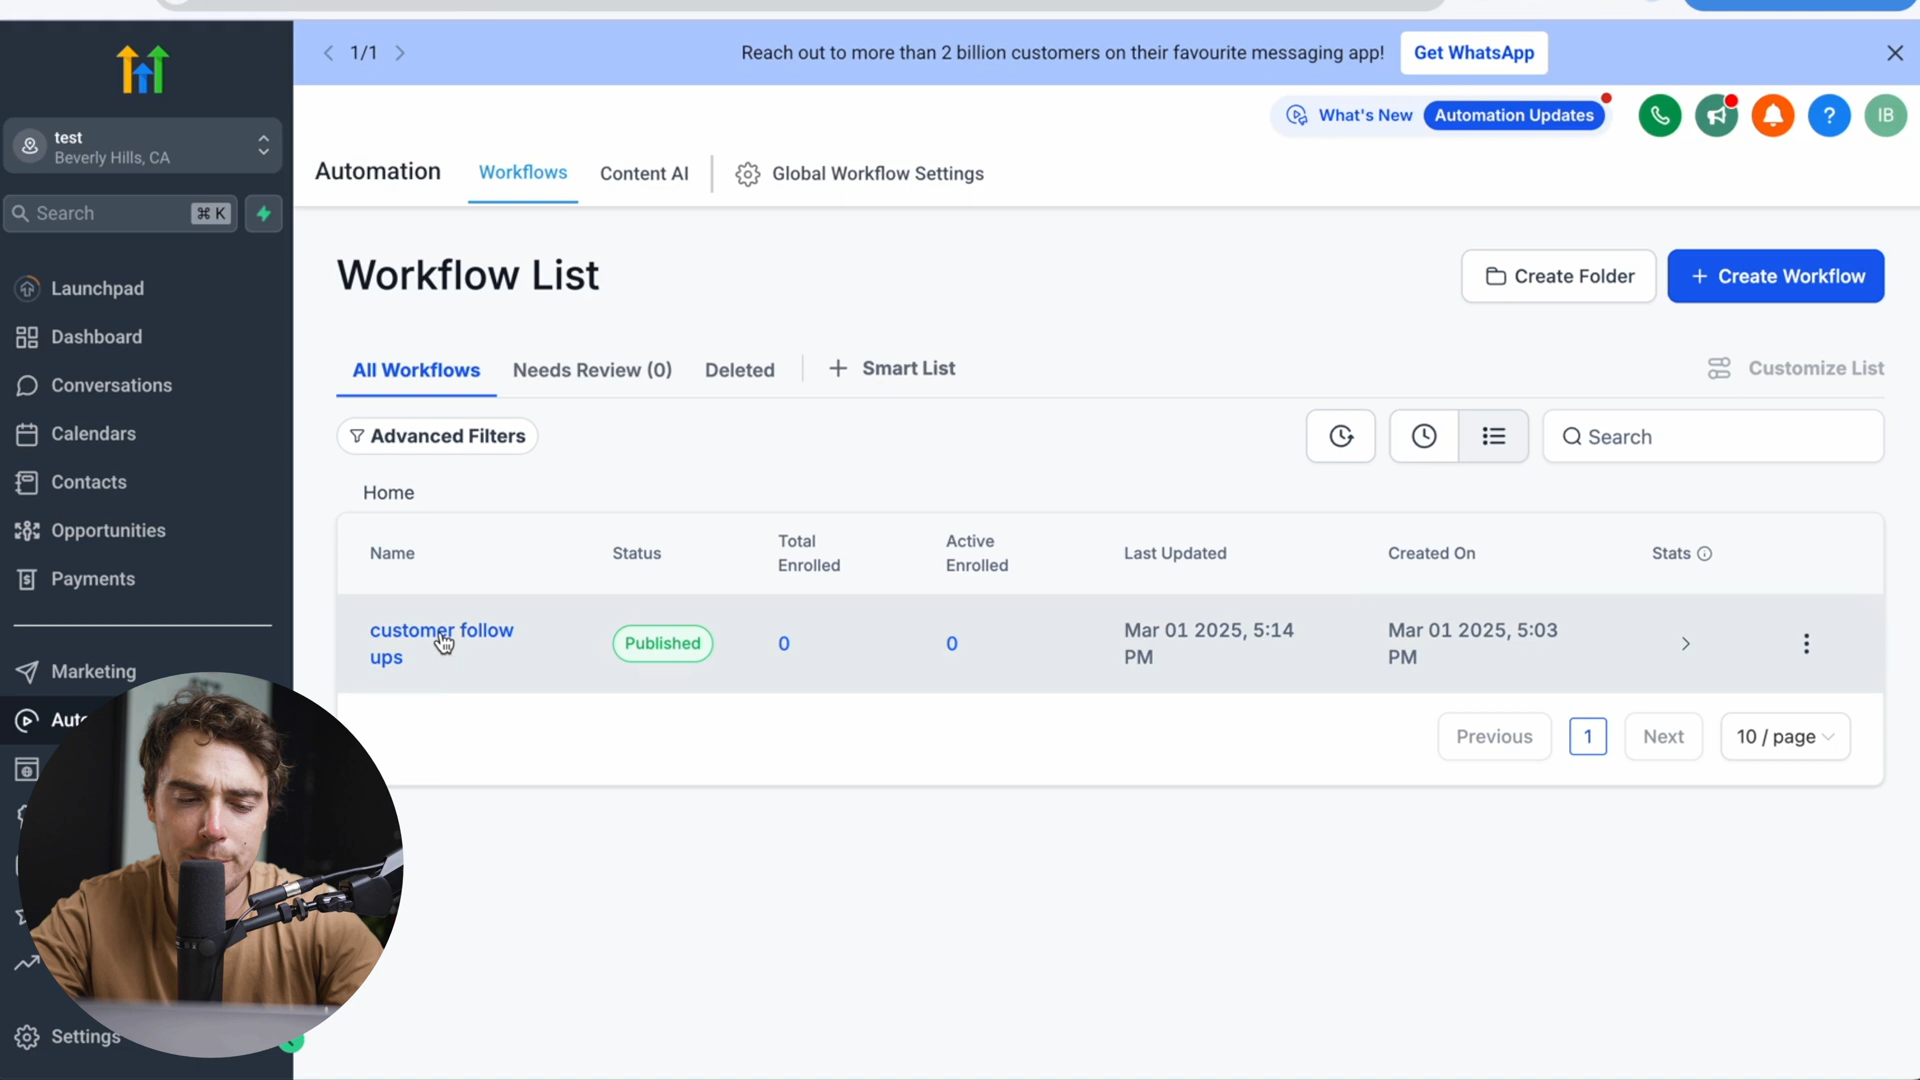 1/1
Reach out to more than 2 billion customers on their favourite messaging app!
Get WhatsApp
test
Beverly Hills, CA
Search
⌘ K
What's New
Automation Updates
?
IB
Automation
Workflows
Content AI
Global Workflow Settings
Launchpad
Dashboard
Conversations
Calendars
Contacts
Opportunities
Payments
Marketing
Settings
Workflow List
Create Folder
+ Create Workflow
All Workflows
Needs Review (0)
Deleted
+ Smart List
Customize List
Advanced Filters
Search
Home
Name
Status
Total
Enrolled
Active
Enrolled
Last Updated
Created On
Stats
customer follow
ups
Published
0
0
Mar 01 2025, 5:14
PM
Mar 01 2025, 5:03
PM
Previous
1
Next
10 / page